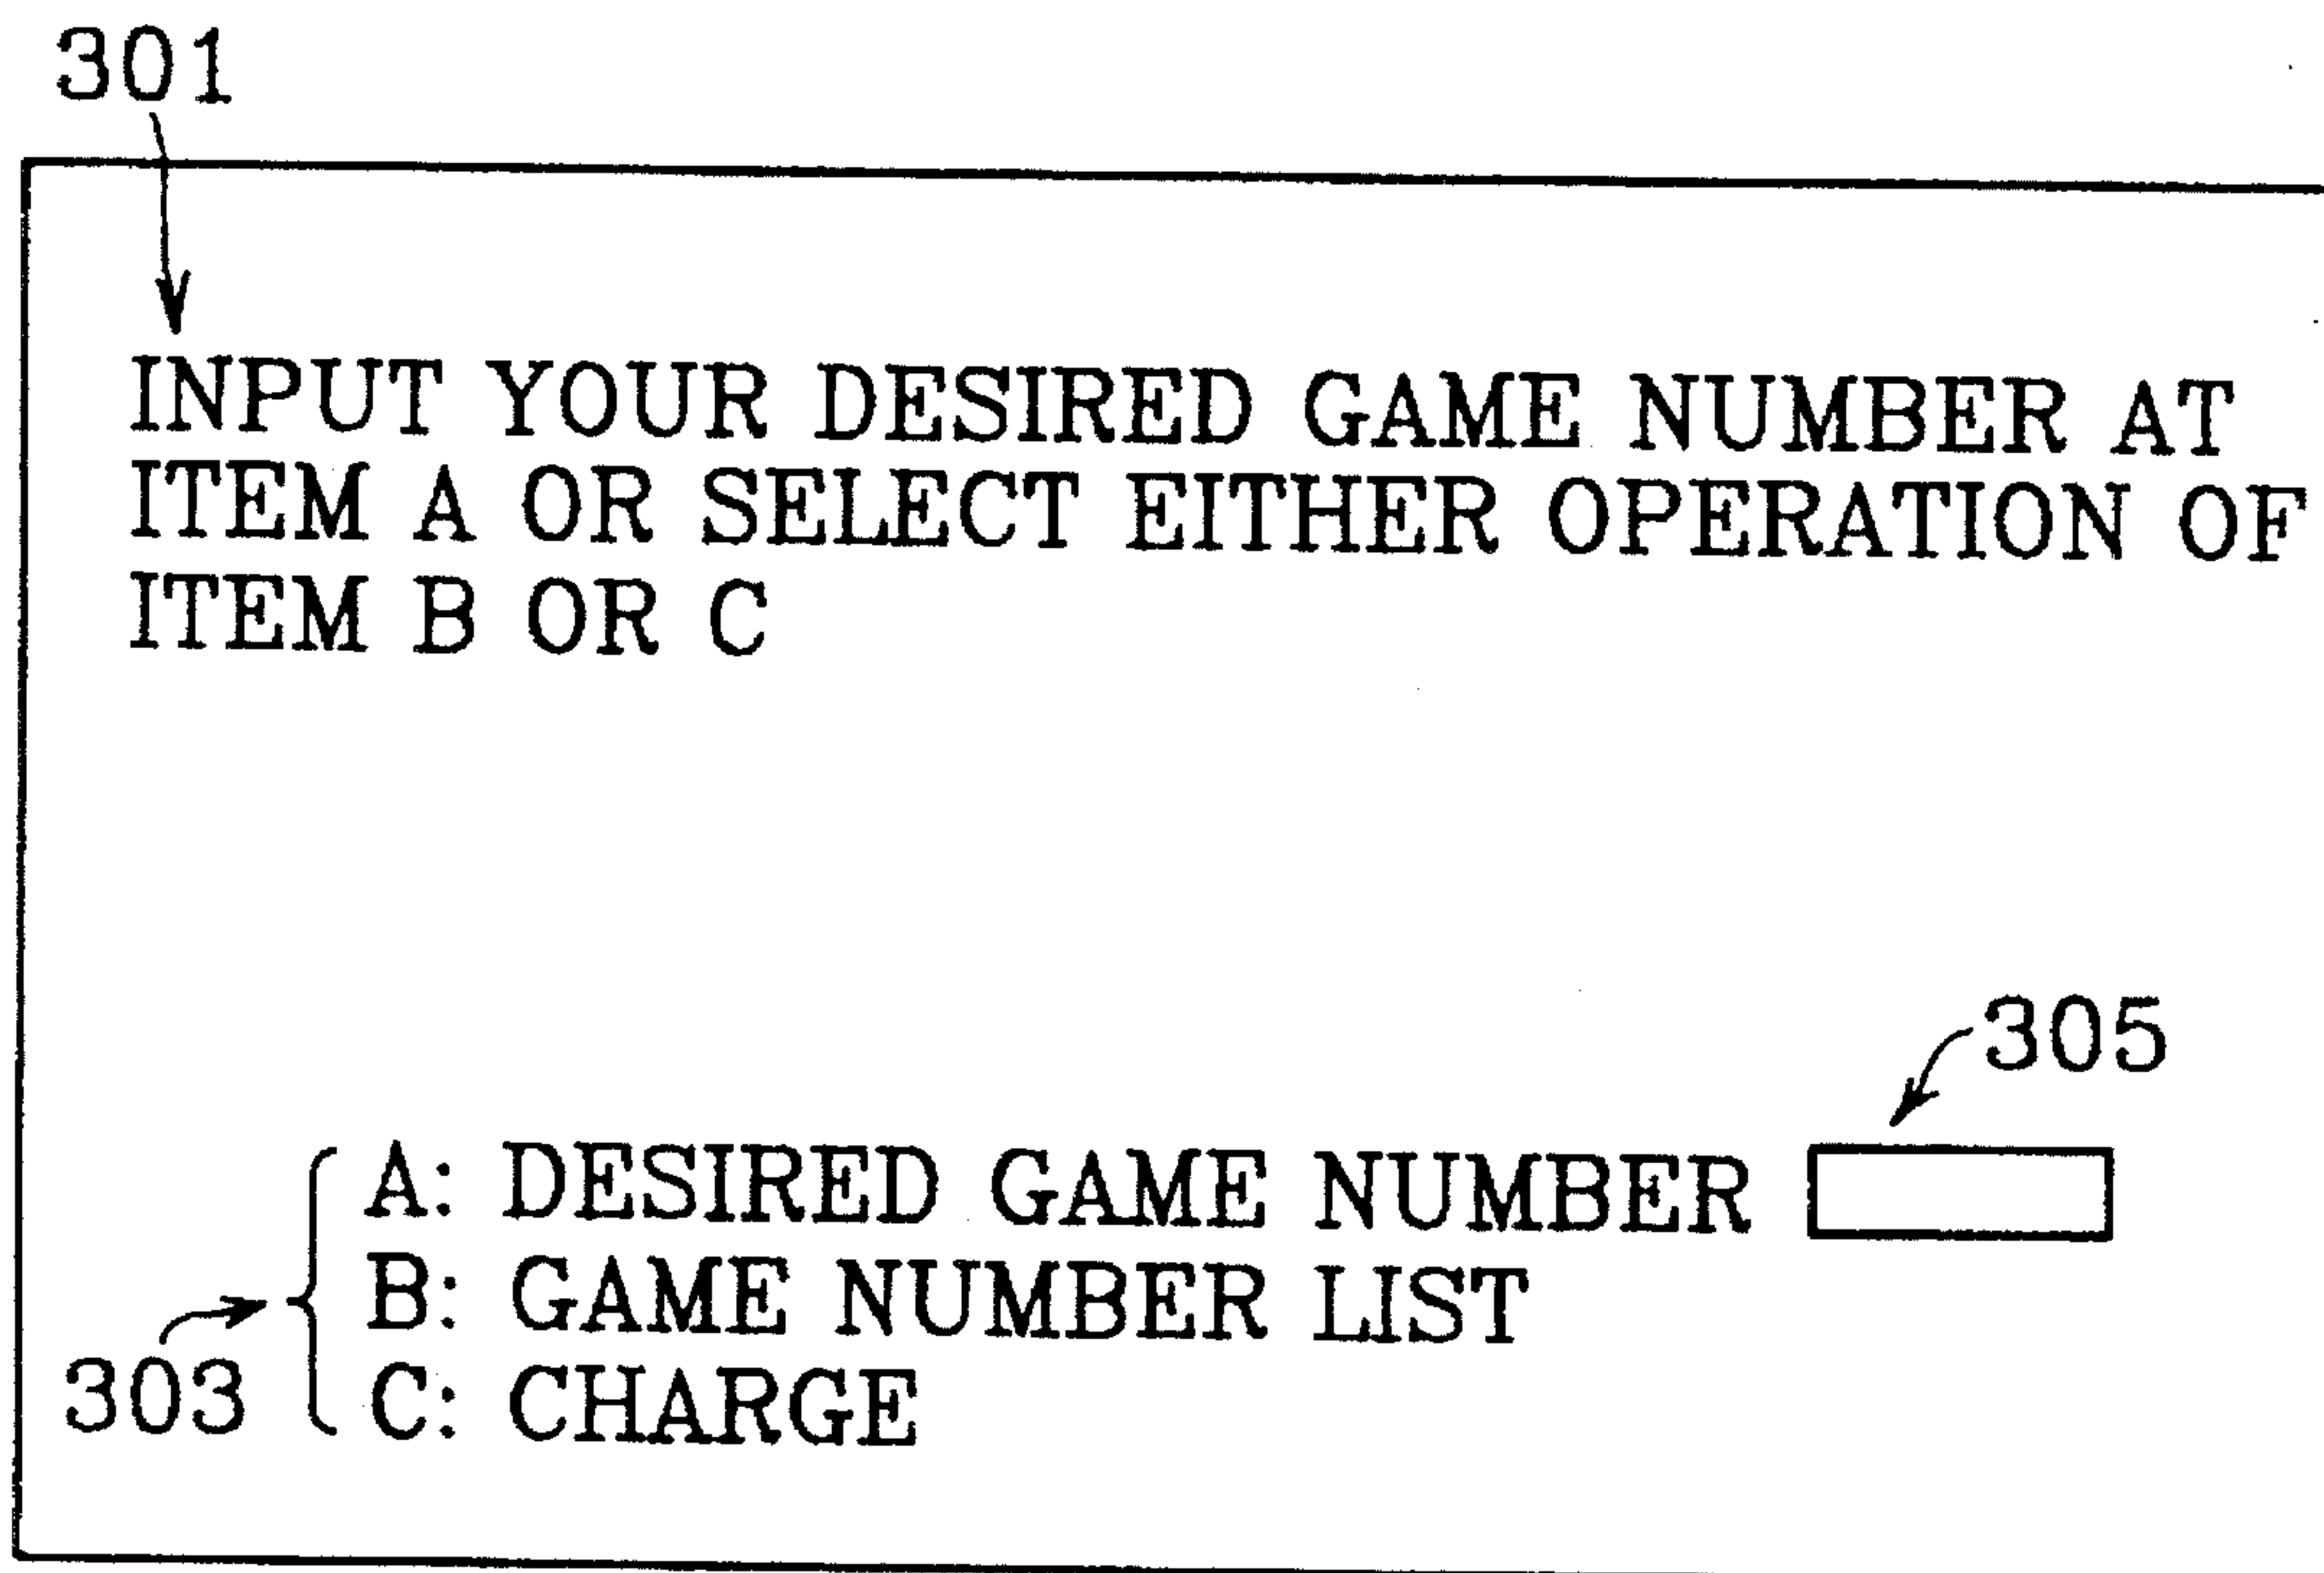 301
INPUT YOUR DESIRED GAME NUMBER AT
ITEM A OR SELECT EITHER OPERATION OF
ITEM B OR C
305
A: DESIRED GAME NUMBER
B: GAME NUMBER LIST
303
C: CHARGE